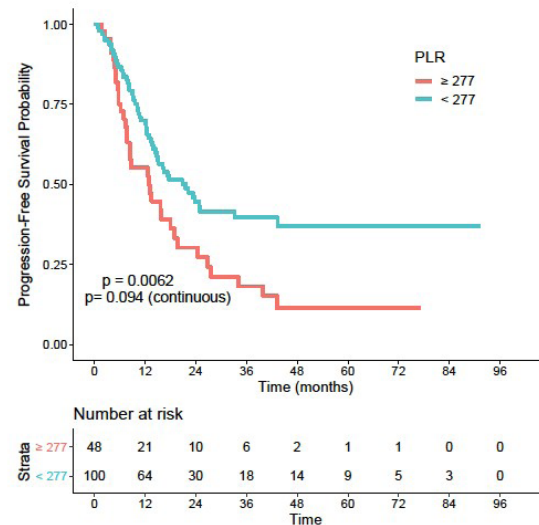 Progression-Free Survival Probability
1.00
0.75
0.50
0.25
0.00
PLR
≥ 277
< 277
p = 0.0062
p= 0.094 (continuous)
0 12 24 36 48 60 72 84 96
Time (months)
Number at risk
Strata
≥ 277 48 21 10 6 2 1 1 0 0
< 277 100 64 30 18 14 9 5 3 0
0 12 24 36 48 60 72 84 96
Time